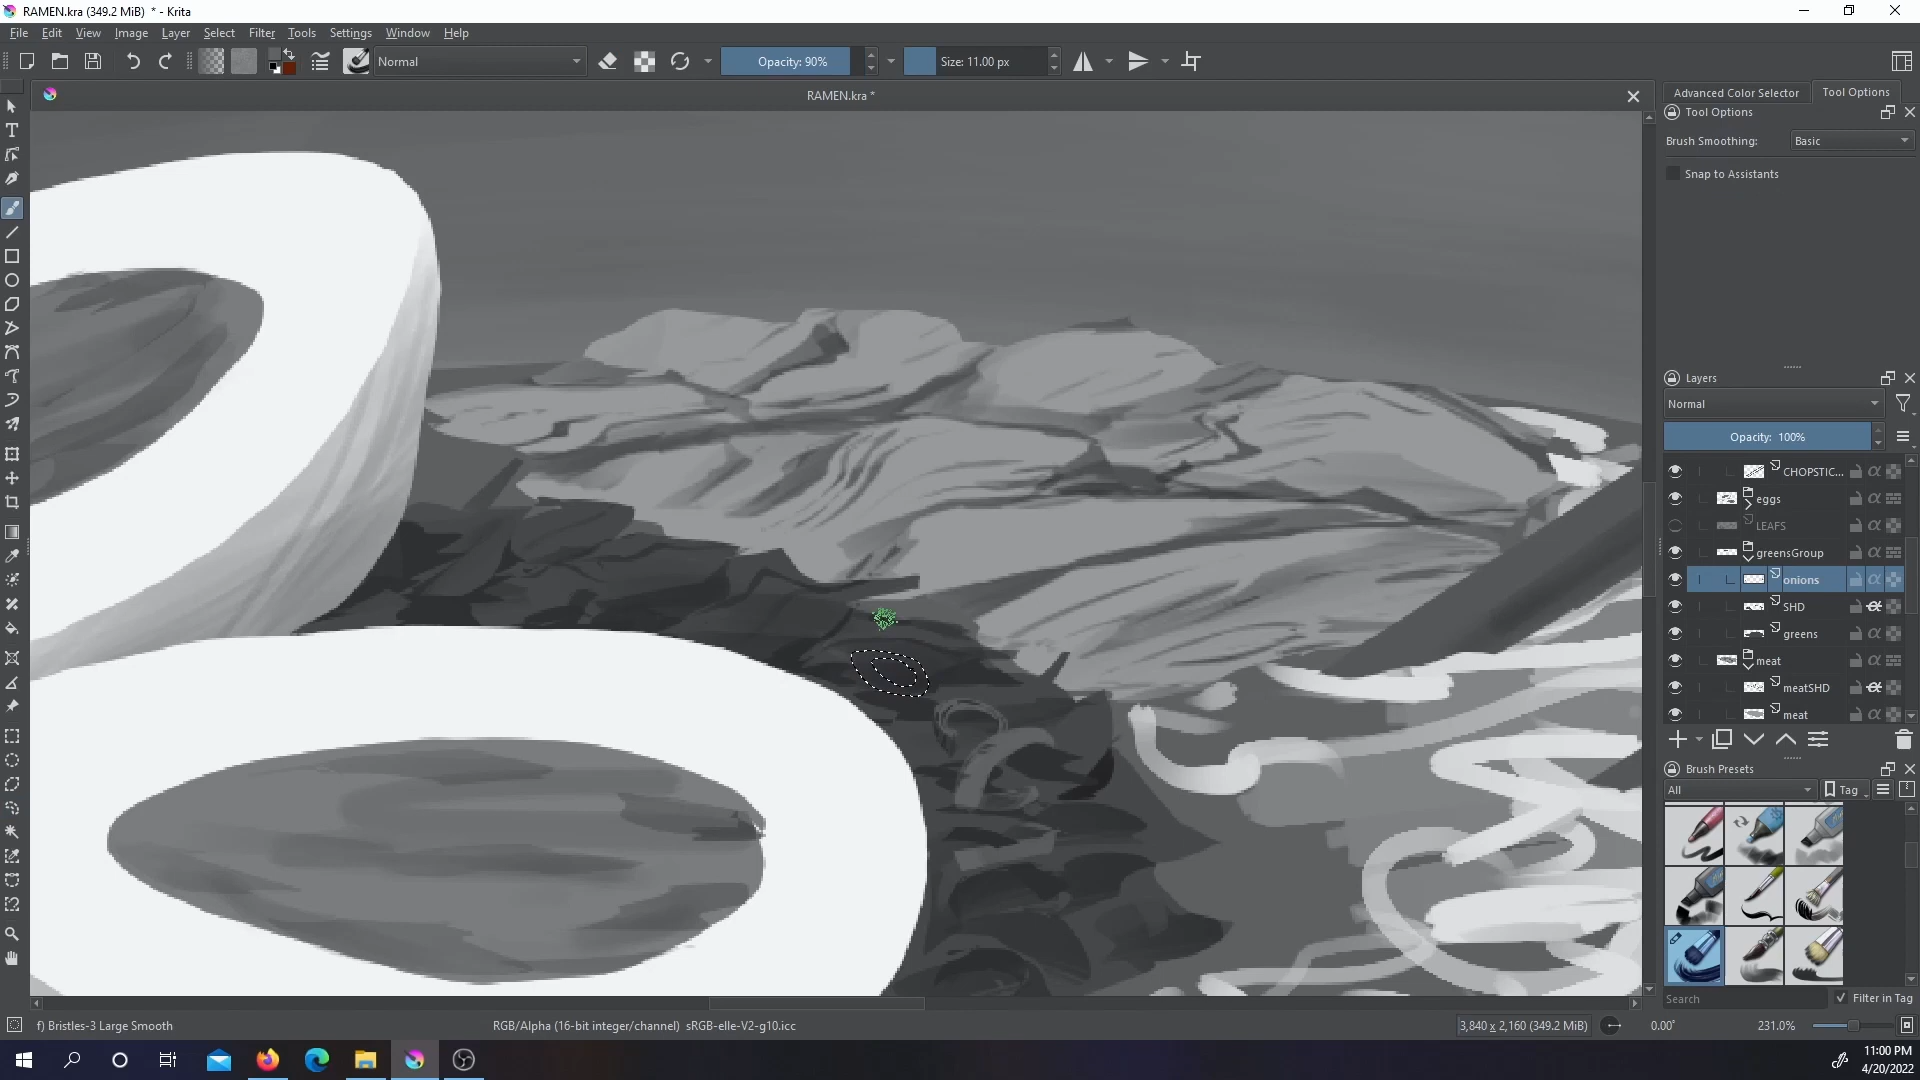 RAMEN.kra (349.2 MiB)  * - Krita
File Edit View Image Layer Select Filter Tools Settings Window Help
Normal
Opacity: 90%
Size: 11.00 px
RAMEN.kra *
Advanced Color Selector
Tool Options
Tool Options
Brush Smoothing:
Basic
Snap to Assistants
Layers
Normal
Opacity: 100%
CHOPSTIC...
eggs
LEAFS
greensGroup
onions
SHD
greens
meat
meatSHD
meat
Brush Presets
All
Tag
Search
Filter in Tag
f) Bristles-3 Large Smooth
RGB/Alpha (16-bit integer/channel)  sRGB-elle-V2-g10.icc
3,840 x 2,160 (349.2 MiB)
0.00°
231.0%
11:00 PM
4/20/2022